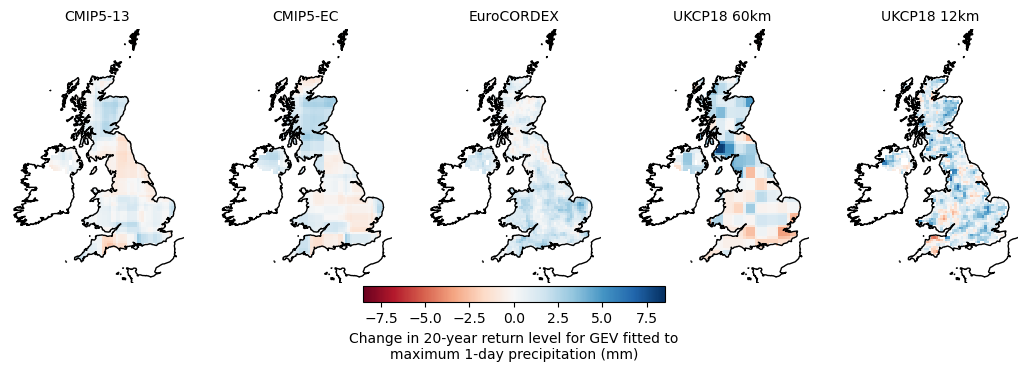 CMIP5-13 CMIP5-EC EuroCORDEX UKCP18 60km UKCP18 12km
−7.5 −5.0 −2.5 0.0 2.5 5.0 7.5
Change in 20-year return level for GEV fitted to
maximum 1-day precipitation (mm)